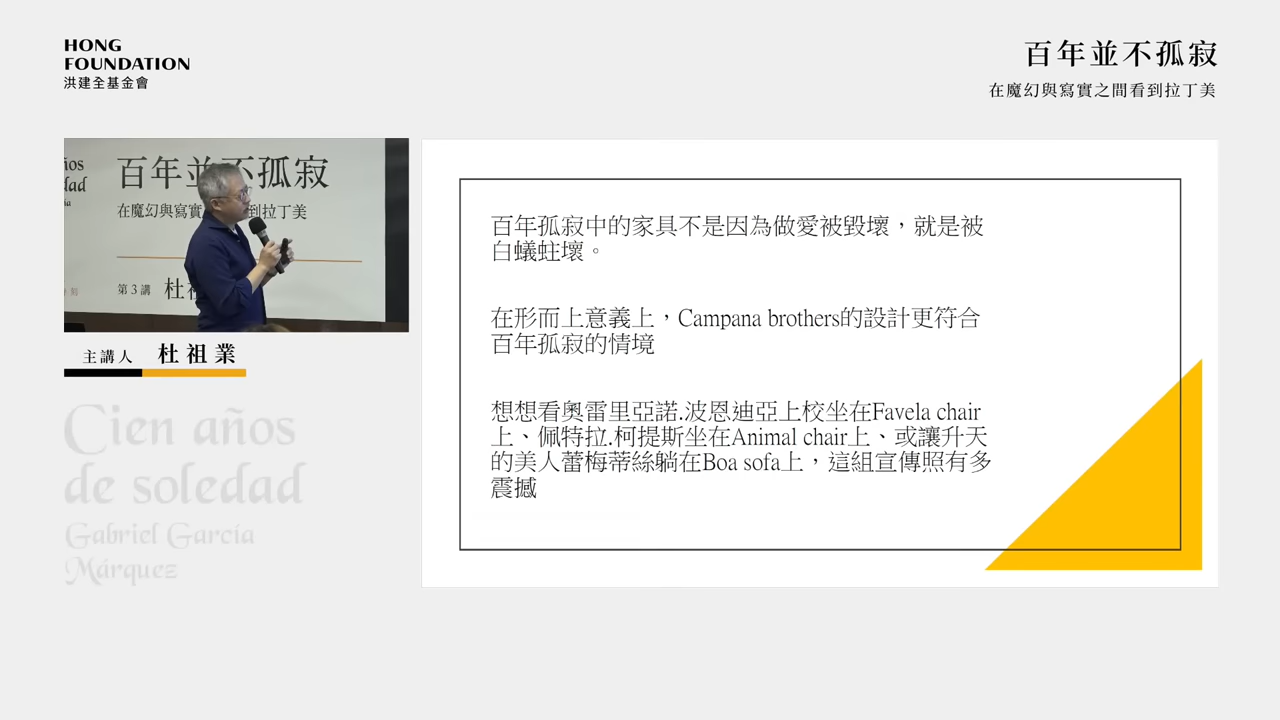 HONG
FOUNDATION
洪建全基金會
百年並不孤寂
在魔幻與寫實之間看到拉丁美
ños
dad
百年並不孤寂
在魔幻與寫實 到拉丁美
第3講 杜祖
主講人 杜祖業
Cien años
de soledad
Gabriel García
Márquez
百年孤寂中的家具不是因為做愛被毀壞,就是被
白蟻蛀壞。
在形而上意義上,Campana brothers的設計更符合
百年孤寂的情境
想想看奧雷里亞諾.波恩迪亞上校坐在Favela chair
上、佩特拉.柯提斯坐在Animal chair上、或讓升天
的美人蕾梅蒂絲躺在Boa sofa上,這組宣傳照有多
震撼